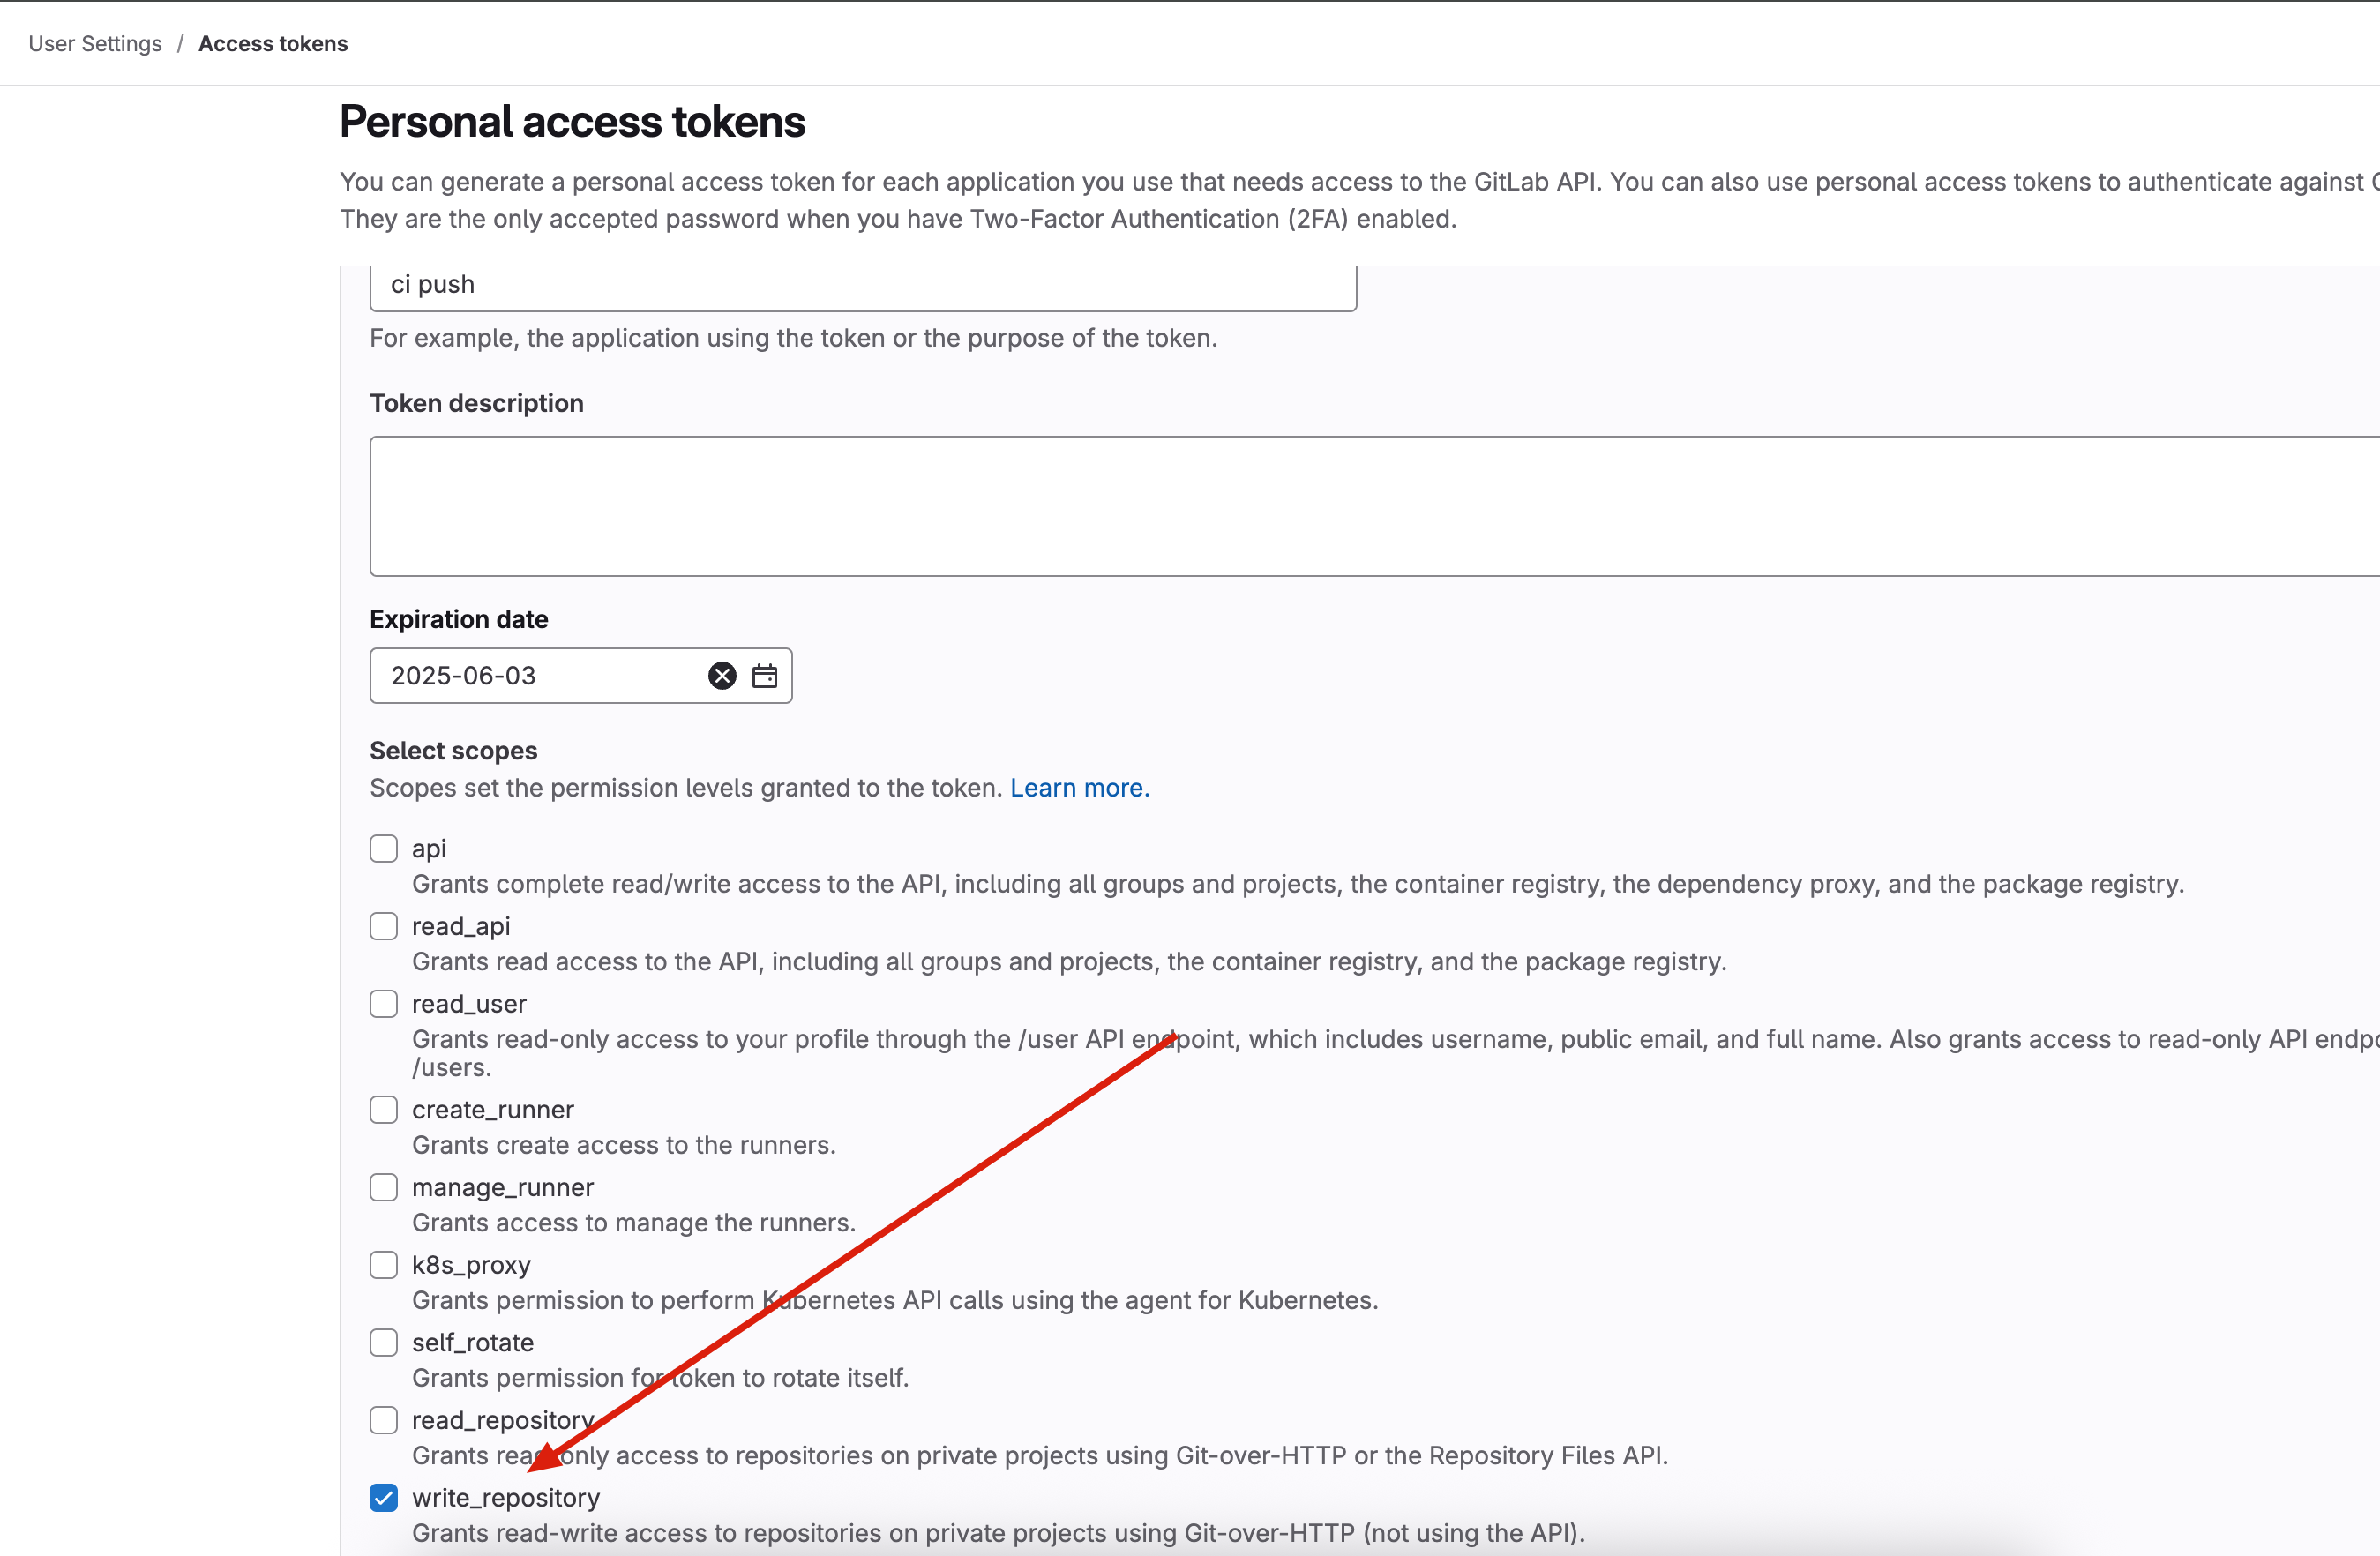 User Settings / Access tokens
Personal access tokens
You can generate a personal access token for each application you use that needs access to the GitLab API. You can also use personal access tokens to authenticate against
They are the only accepted password when you have Two-Factor Authentication (2FA) enabled.
ci push
For example, the application using the token or the purpose of the token.
Token description
Expiration date
2025-06-03
Select scopes
Scopes set the permission levels granted to the token. Learn more.
api
Grants complete read/write access to the API, including all groups and projects, the container registry, the dependency proxy, and the package registry.
read_api
Grants read access to the API, including all groups and projects, the container registry, and the package registry.
read_user
Grants read-only access to your profile through the /user API endpoint, which includes username, public email, and full name. Also grants access to read-only API
/users.
create_runner
Grants create access to the runners.
manage_runner
Grants access to manage the runners.
k8s_proxy
Grants permission to perform Kubernetes API calls using the agent for Kubernetes.
self_rotate
Grants permission for token to rotate itself.
read_repository
Grants read-only access to repositories on private projects using Git-over-HTTP or the Repository Files API.
write_repository
Grants read-write access to repositories on private projects using Git-over-HTTP (not using the API).